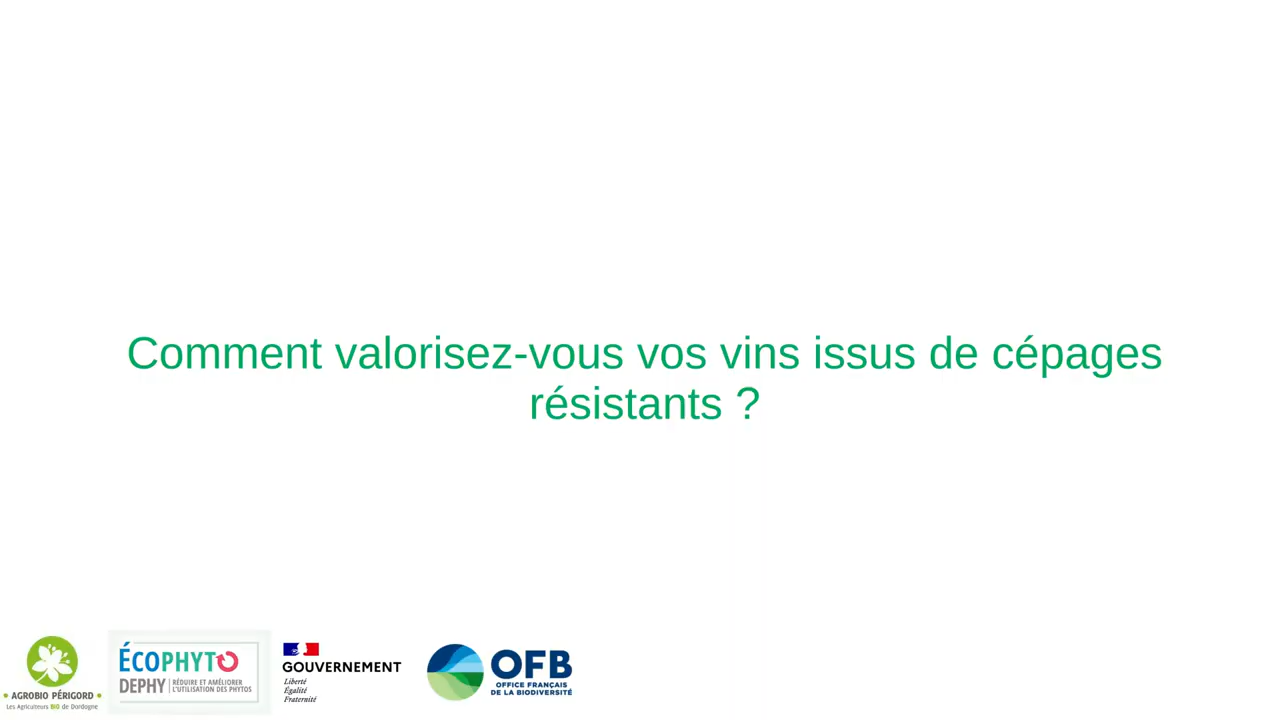 Comment valorisez-vous vos vins issus de cépages
résistants ?
AGROBIO PÉRIGORD
Les Agriculteurs BIO de Dordogne
ÉCOPHYTO
DEPHY
RÉDUIRE ET AMÉLIORER
L'UTILISATION DES PHYTOS
GOUVERNEMENT
Liberté
Égalité
Fraternité
OFB
OFFICE FRANÇAIS
DE LA BIODIVERSITÉ